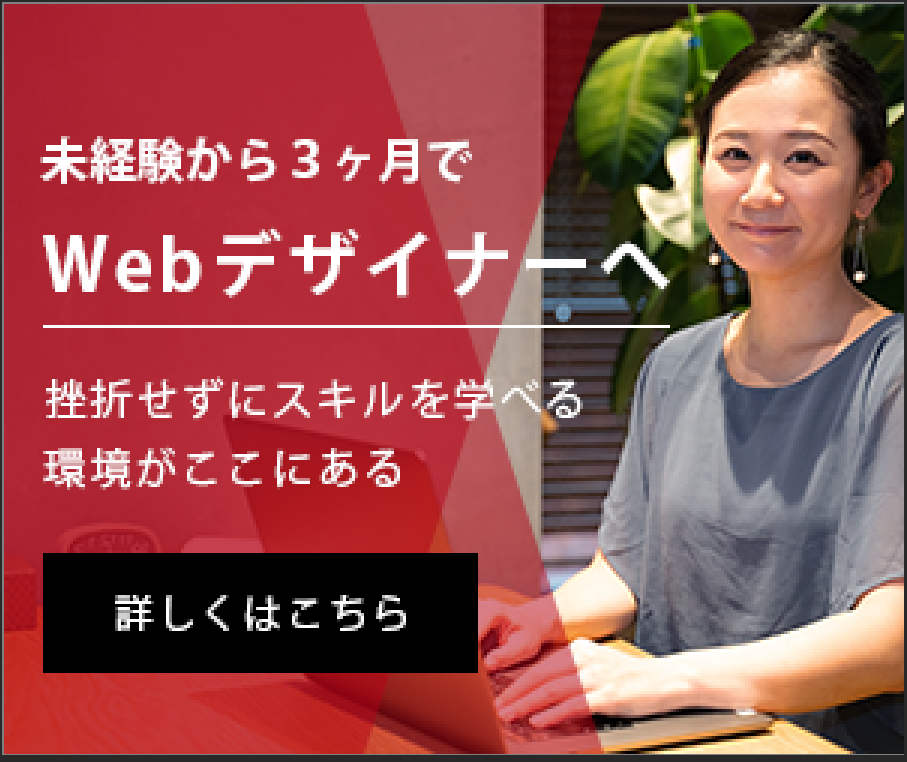 未経験から３ヶ月で
Webデザイナーへ
挫折せずにスキルを学べる
環境がここにある
詳しくはこちら